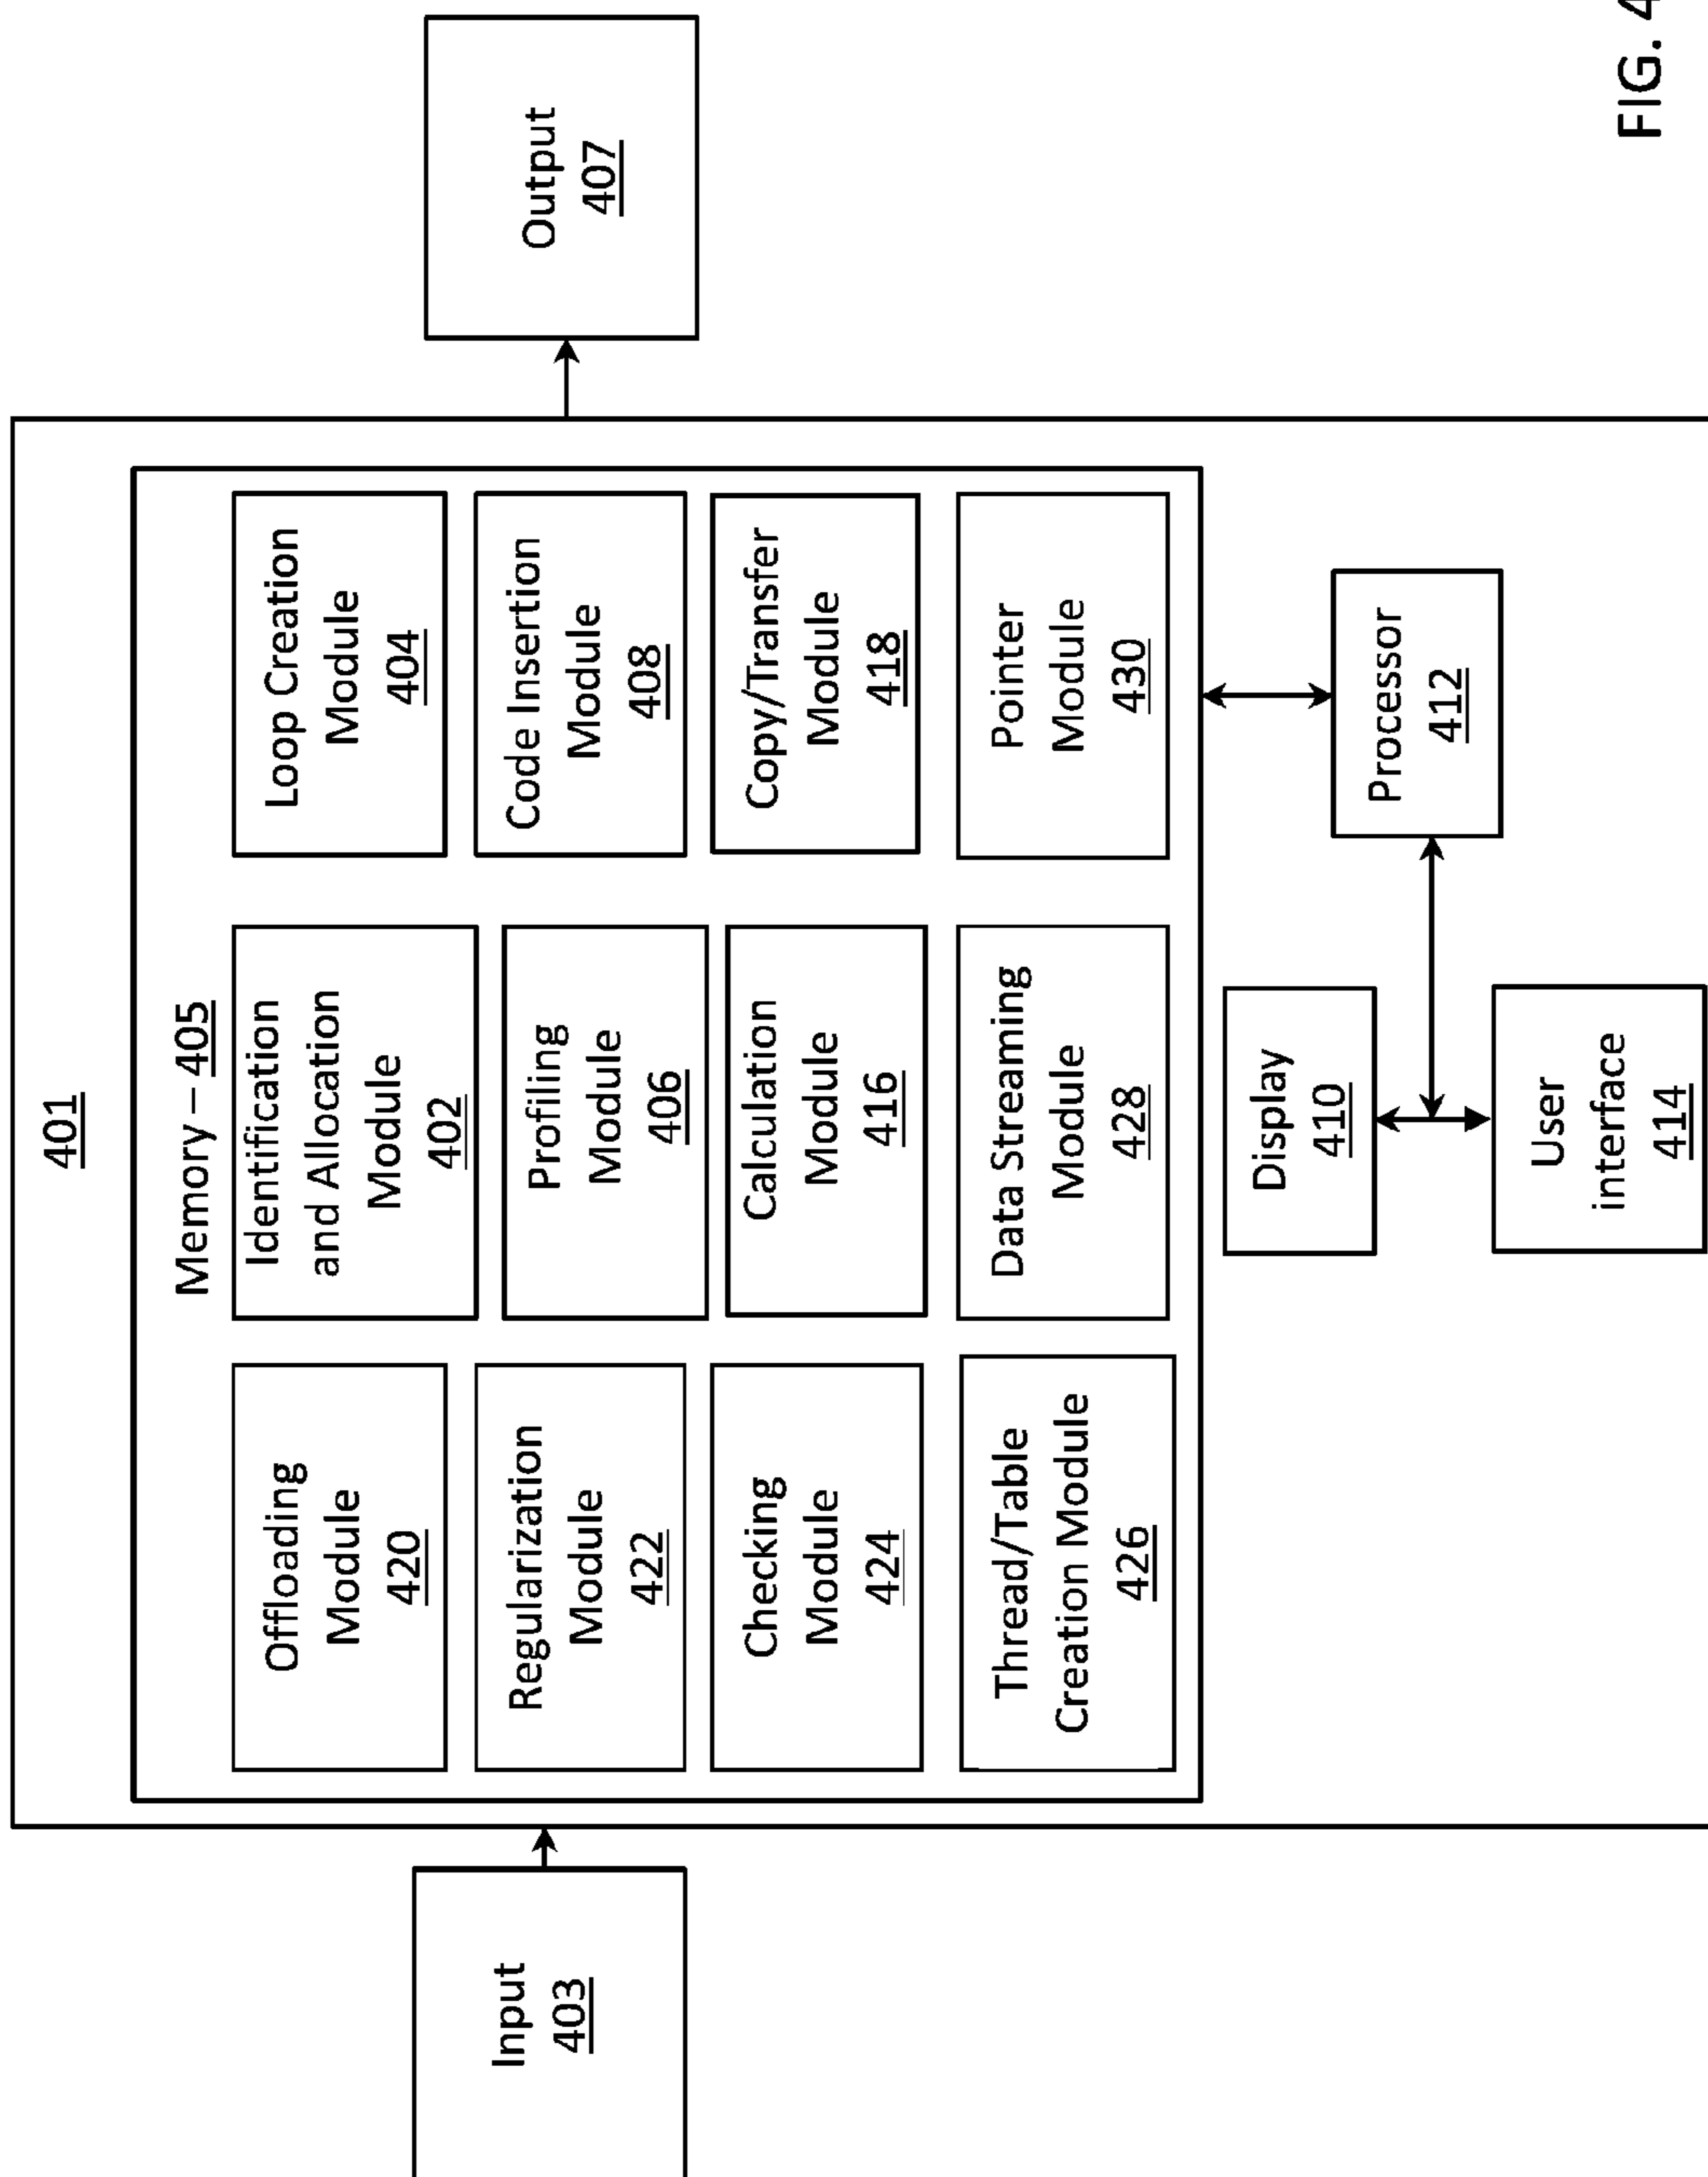 401
Memory – 405
Input
403
Offloading
Module
420
Identification
and Allocation
Module
402
Loop Creation
Module
404
Regularization
Module
422
Profiling
Module
406
Code Insertion
Module
408
Checking
Module
424
Calculation
Module
416
Copy/Transfer
Module
418
Thread/Table
Creation Module
426
Data Streaming
Module
428
Pointer
Module
430
Output
407
Display
410
Processor
412
User
interface
414
FIG. 4